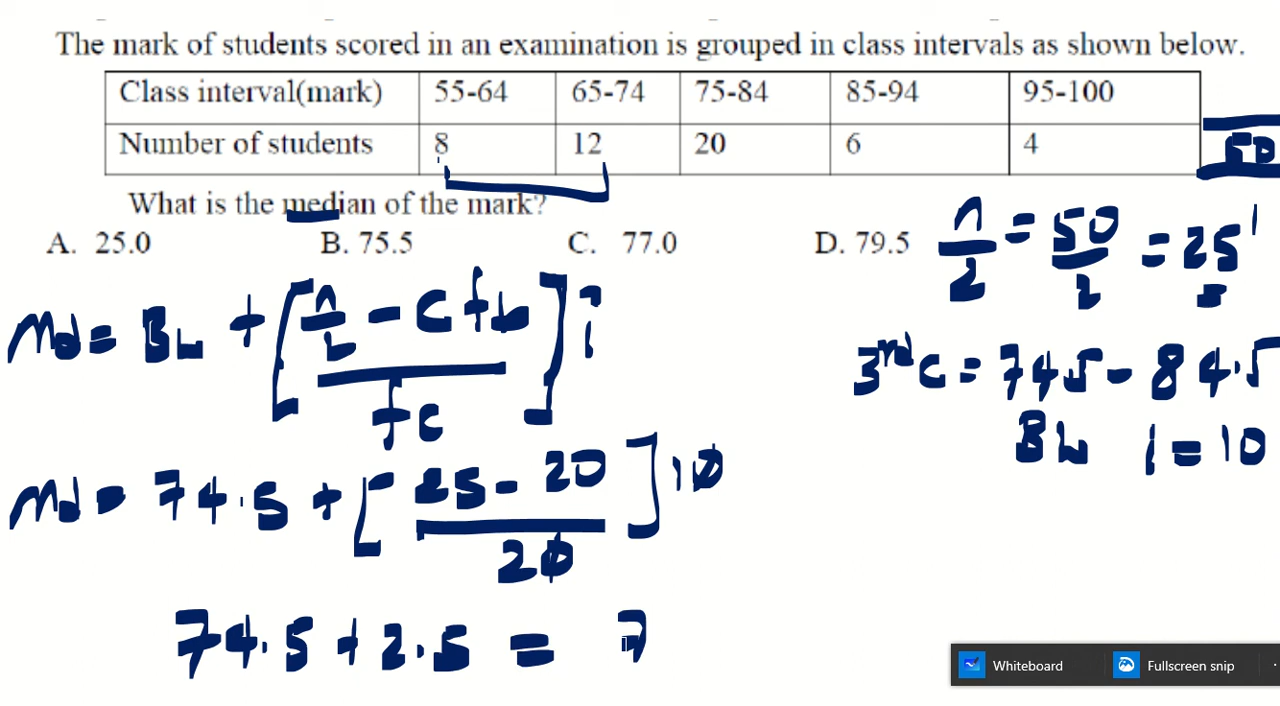 The mark of students scored in an examination is grouped in class intervals as shown below.
Class interval(mark) 55-64 65-74 75-84 85-94 95-100
Number of students 8 12 20 6 4 50
What is the median of the mark?
A. 25.0 B. 75.5 C. 77.0 D. 79.5
n/2 = 50/2 = 25
Md = BL + [n/2 - cfb / fc] i
3rd C = 74.5 - 84.5
BL i = 10
Md = 74.5 + [25 - 20 / 20] 10
74.5 + 2.5 = 7
Whiteboard Fullscreen snip